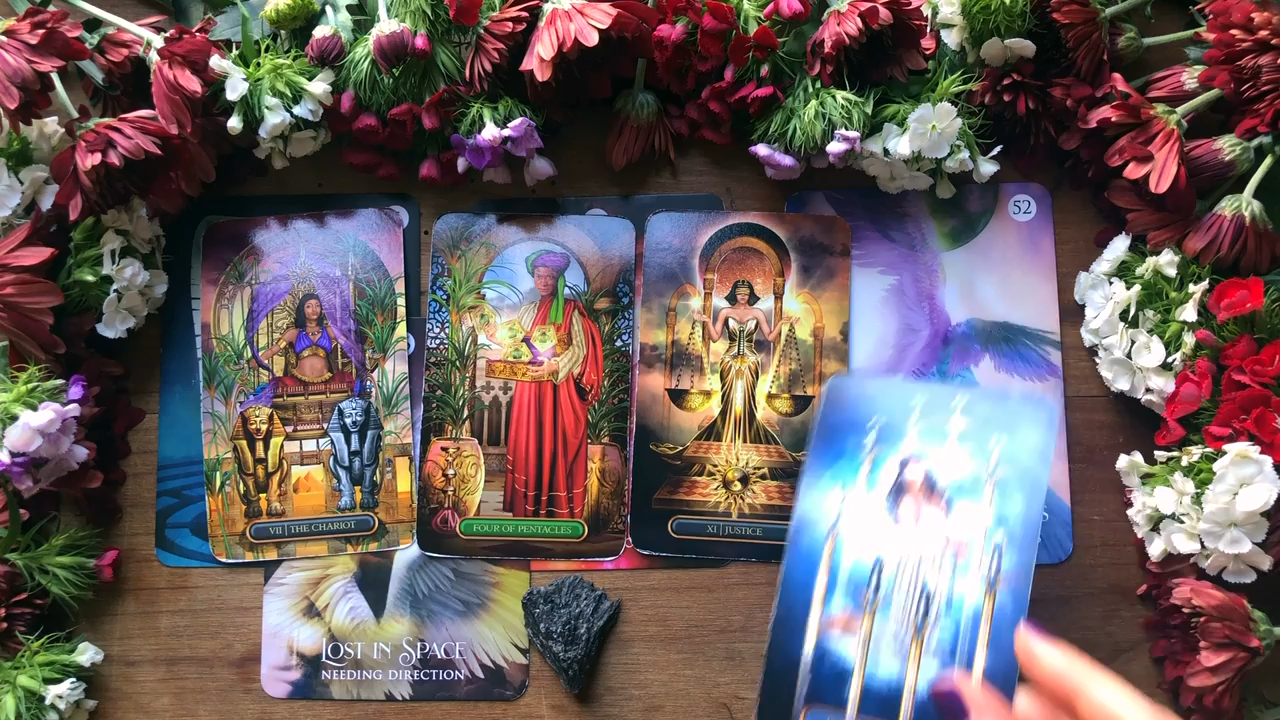 52
VII | THE CHARIOT
FOUR OF PENTACLES
XI | JUSTICE
LOST IN SPACE
NEEDING DIRECTION